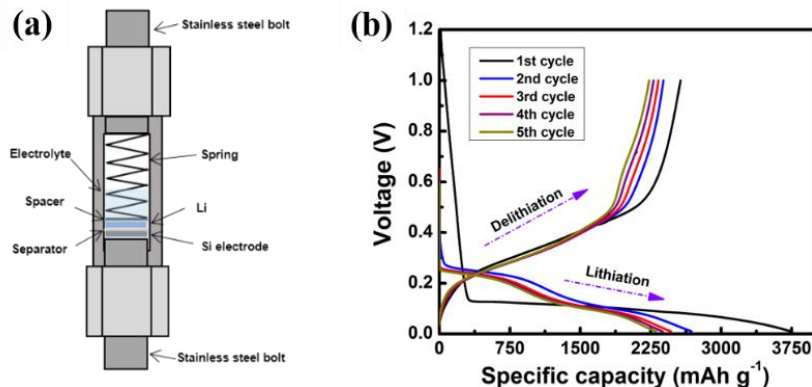 (a)
Stainless steel bolt
Electrolyte
Spring
Spacer
Li
Separator
Si electrode
Stainless steel bolt
(b)
1.2
1.0
0.8
0.6
0.4
0.2
0.0
Voltage (V)
1st cycle
2nd cycle
3rd cycle
4th cycle
5th cycle
Delithiation
Lithiation
0 750 1500 2250 3000 3750
Specific capacity (mAh g⁻¹)